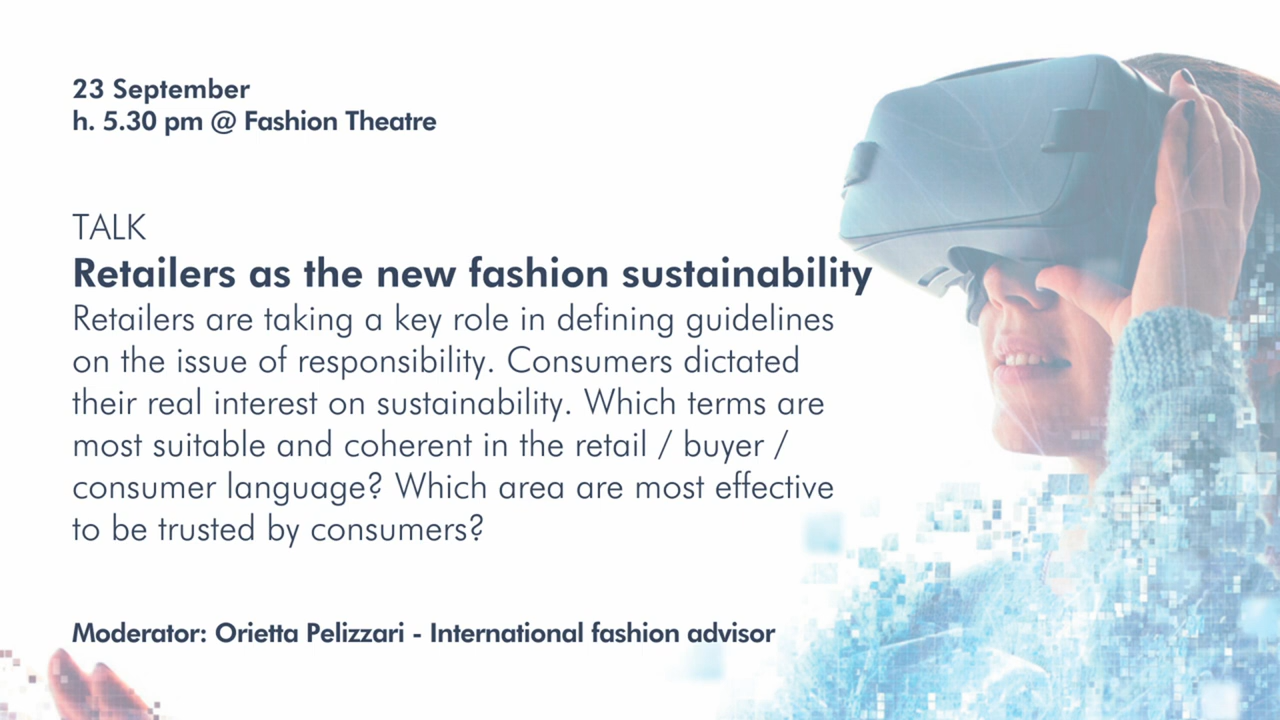 23 September
h. 5.30 pm @ Fashion Theatre
TALK
Retailers as the new fashion sustainability
Retailers are taking a key role in defining guidelines
on the issue of responsibility. Consumers dictated
their real interest on sustainability. Which terms are
most suitable and coherent in the retail / buyer /
consumer language? Which area are most effective
to be trusted by consumers?
Moderator: Orietta Pelizzari - International fashion advisor